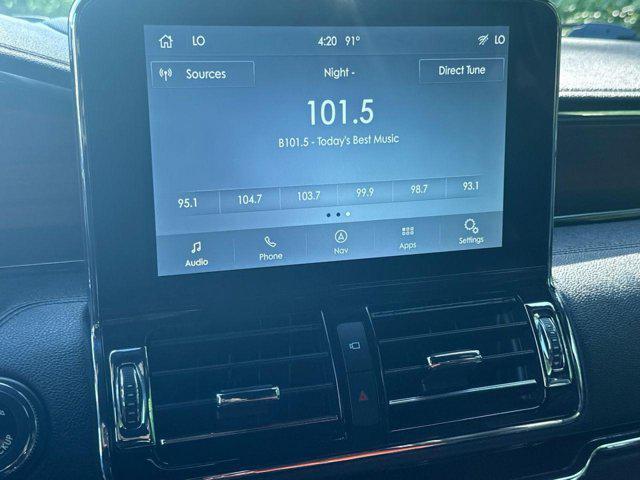 LO 4:20 91° LO
Sources Night - Direct Tune
101.5
B101.5 - Today's Best Music
95.1 104.7 103.7 99.9 98.7 93.1
Audio Phone Nav Apps Settings